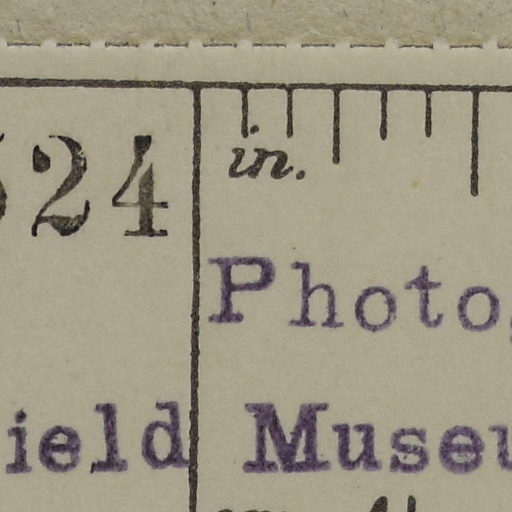 524 in.
Photo
ield Museu